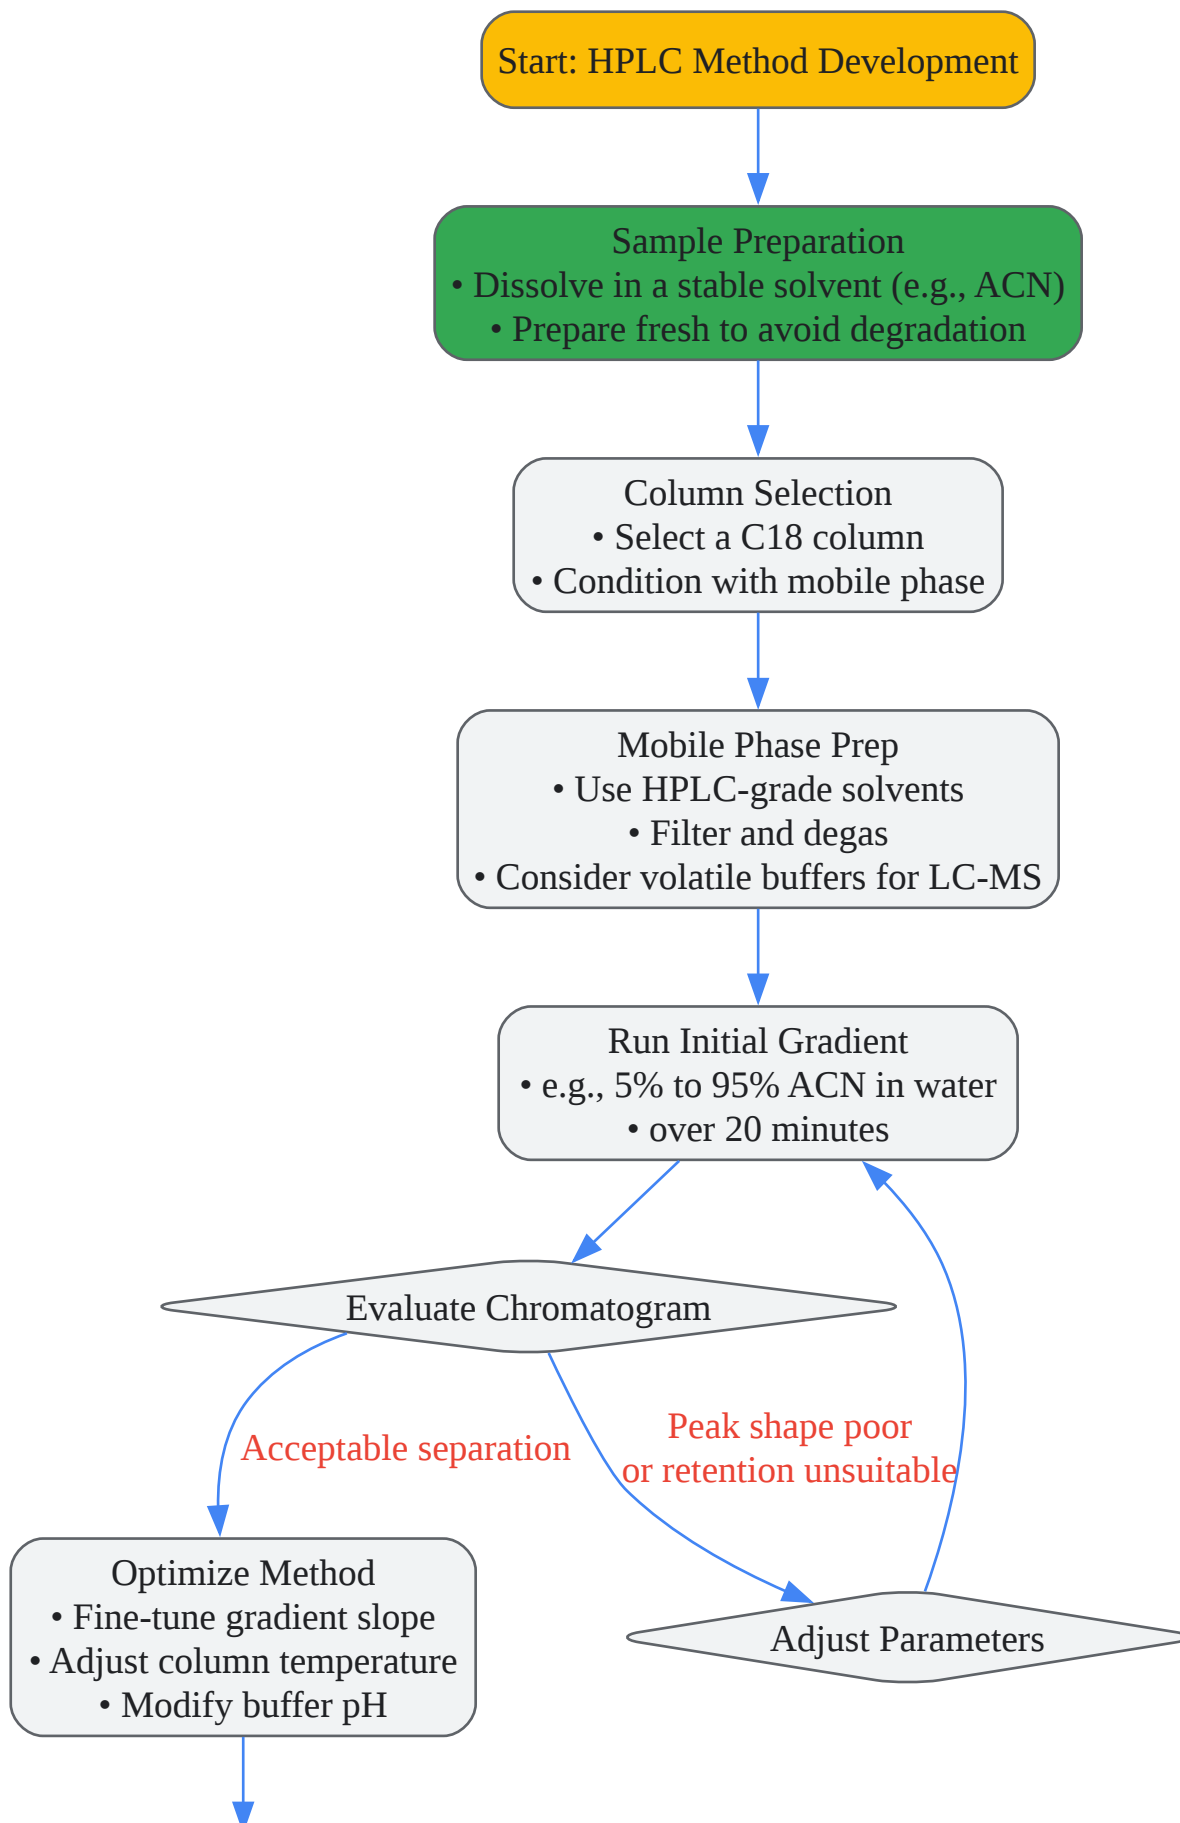 Start: HPLC Method Development
Sample Preparation
• Dissolve in a stable solvent (e.g., ACN)
• Prepare fresh to avoid degradation
Column Selection
• Select a C18 column
• Condition with mobile phase
Mobile Phase Prep
• Use HPLC-grade solvents
• Filter and degas
• Consider volatile buffers for LC-MS
Run Initial Gradient
• e.g., 5% to 95% ACN in water
• over 20 minutes
Evaluate Chromatogram
Acceptable separation
Peak shape poor
or retention unsuitable
Optimize Method
• Fine-tune gradient slope
• Adjust column temperature
• Modify buffer pH
Adjust Parameters